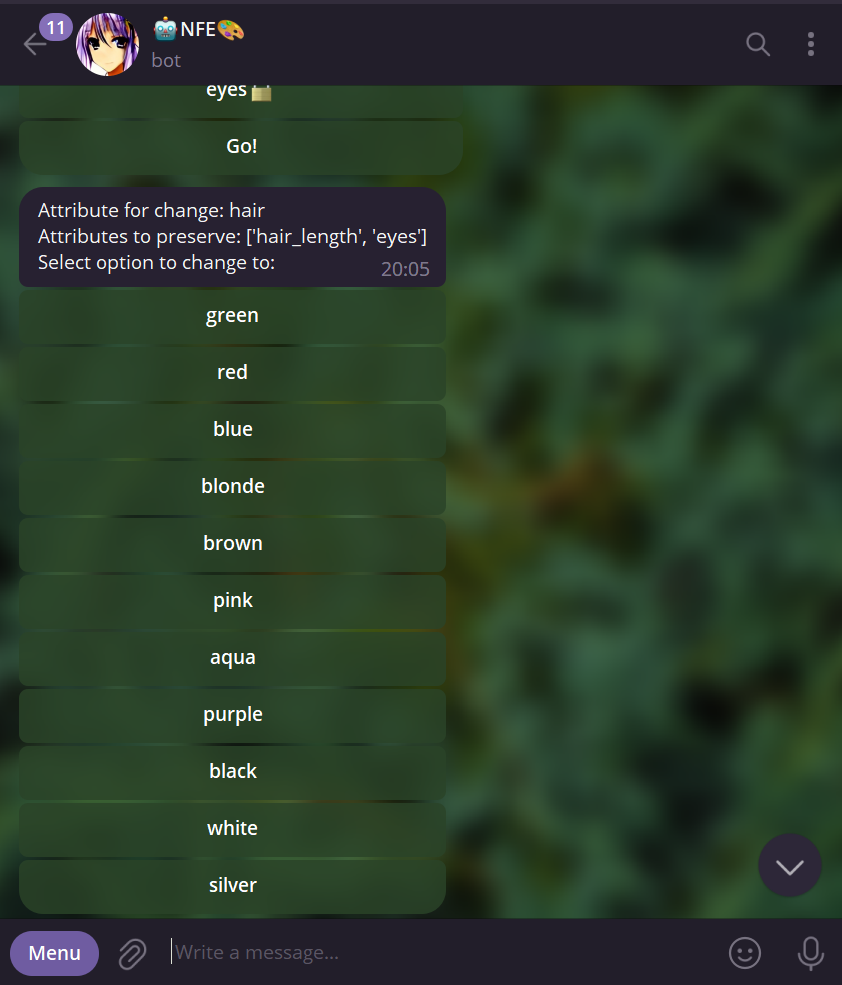 11
🤖NFE🎨
bot
eyes🔒
Go!
Attribute for change: hair
Attributes to preserve: ['hair_length', 'eyes']
Select option to change to:
20:05
green
red
blue
blonde
brown
pink
aqua
purple
black
white
silver
Menu
Write a message...